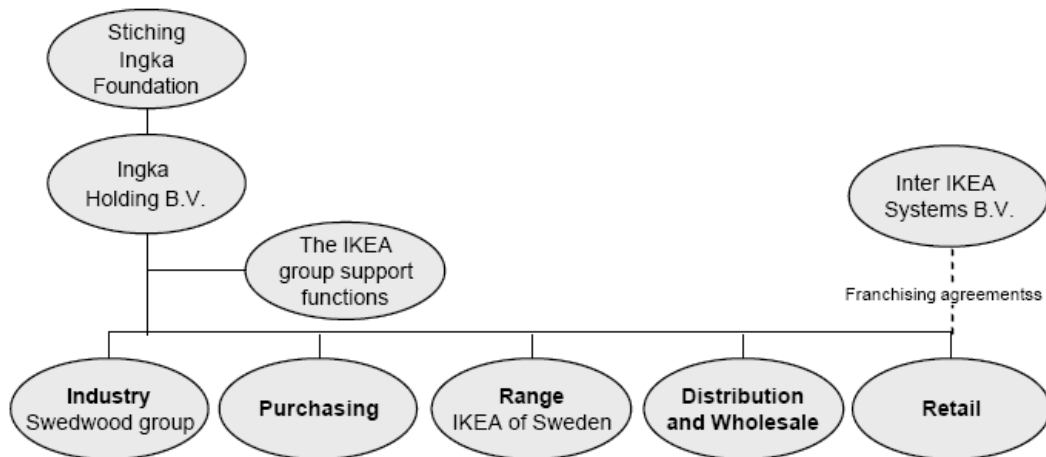 Stiching
Ingka
Foundation
Ingka
Holding B.V.
Inter IKEA
Systems B.V.
The IKEA
group support
functions
Franchising agreementss
Industry
Swedwood group
Purchasing
Range
IKEA of Sweden
Distribution
and Wholesale
Retail